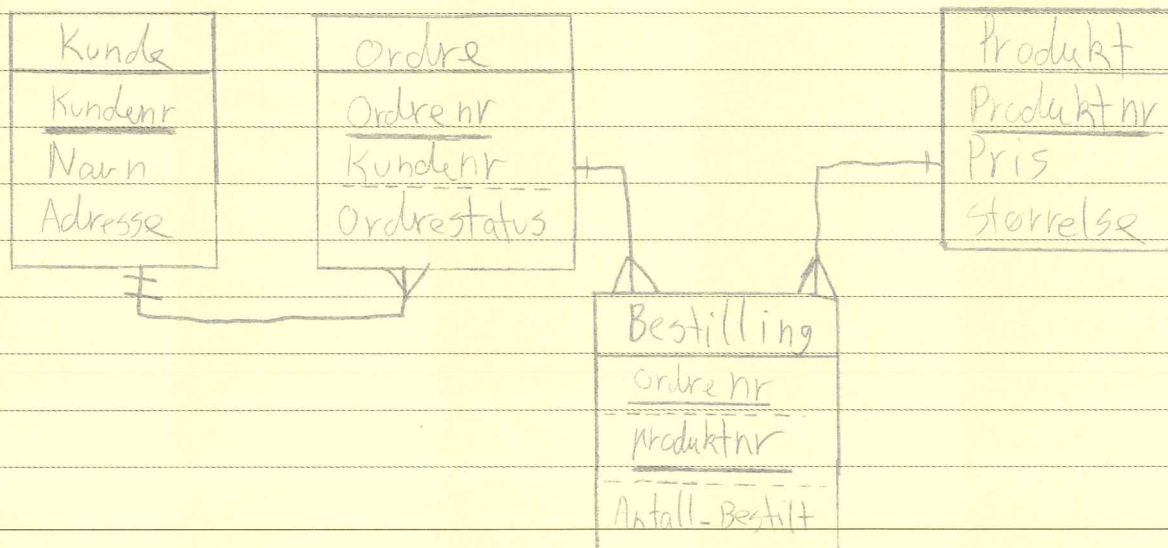 Kunde
Kundenr
Navn
Adresse
Ordre
Ordrenr
Kundenr
Ordrestatus
Produkt
Produktnr
Pris
størrelse
Bestilling
ordrenr
produktnr
Antall_Bestilt